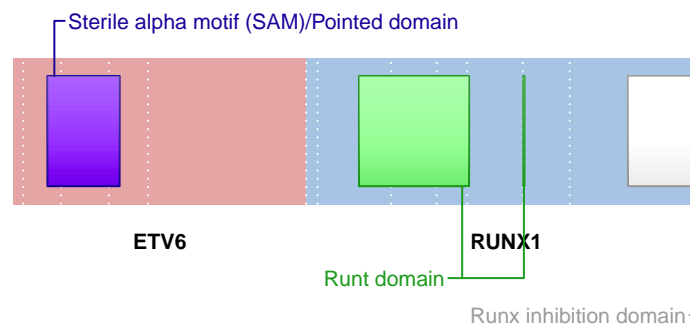 Sterile alpha motif (SAM)/Pointed domain
ETV6
RUNX1
Runt domain
Runx inhibition domain